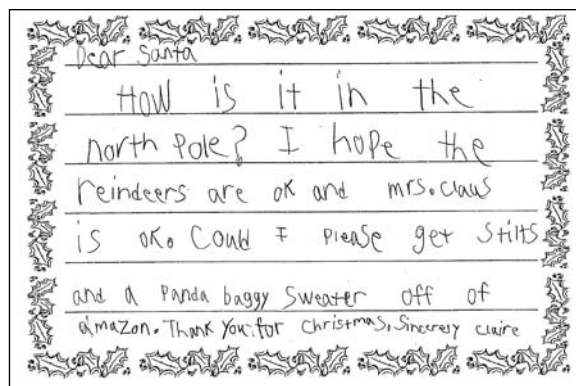 Dear Santa
How is it in the
north Pole? I hope the
reindeers are ok and mrs. Claus
is ok. Could I Please get Stilts
and a Panda baggy Sweater off of
amazon. Thank You for Christmas. Sincerely Claire